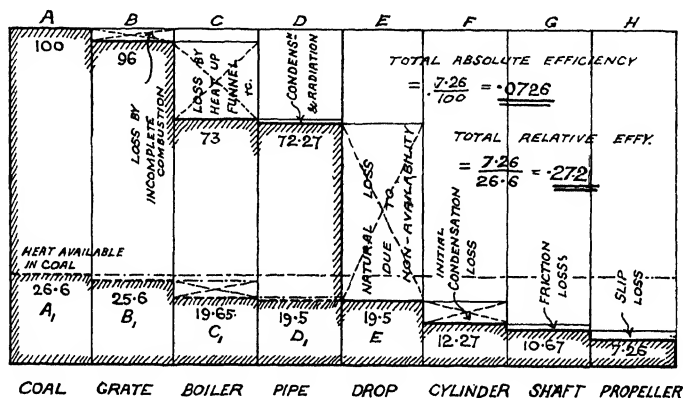 A B C D E F G H
100
96
LOSS BY
INCOMPLETE
COMBUSTION
LOSS BY
HEAT UP
FUNNEL
TC.
73
CONDENSN
& RADIATION
72·27
TOTAL ABSOLUTE EFFICIENCY
= 7·26/100 = ·0726
TOTAL RELATIVE EFFY.
= 7·26/26·6 = ·272
NATURAL LOSS
DUE TO
NON-AVAILABILITY
HEAT AVAILABLE
IN COAL
26·6
A1
25·6
B1
19·65
C1
19·5
D1
19·5
E
INITIAL
CONDENSATION
LOSS
12·27
FRICTION
LOSS
10·67
SLIP
LOSS
7·26
COAL GRATE BOILER PIPE DROP CYLINDER SHAFT PROPELLER